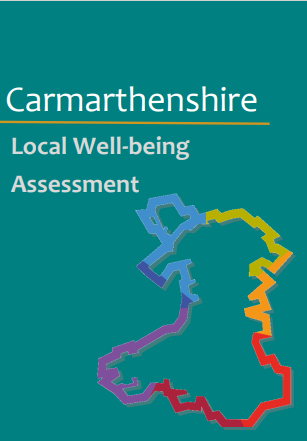 Carmarthenshire
Local Well-being
Assessment